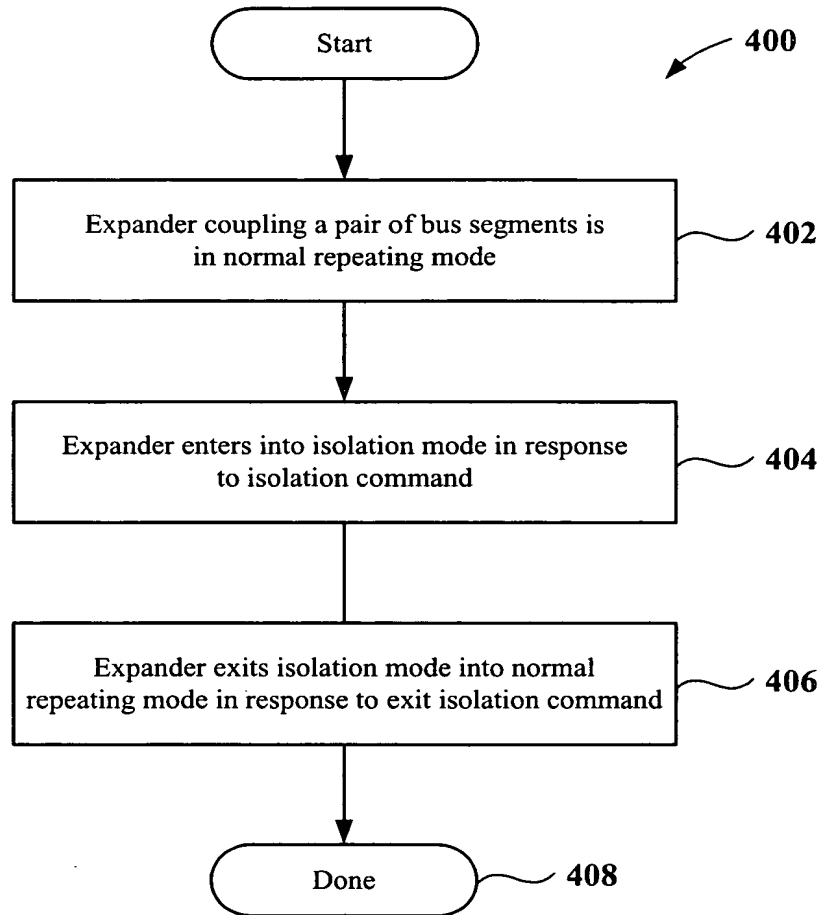 Start
400
Expander coupling a pair of bus segments is
in normal repeating mode
402
Expander enters into isolation mode in response
to isolation command
404
Expander exits isolation mode into normal
repeating mode in response to exit isolation command
406
Done
408